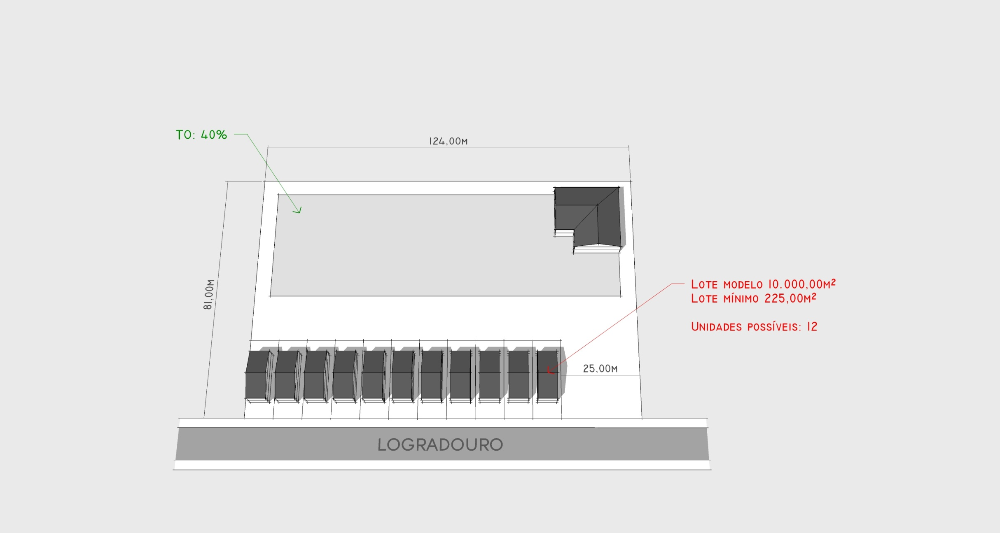 TO: 40%
124,00M
81,00M
LOTE MODELO 10.000,00M²
LOTE MÍNIMO 225,00M²
UNIDADES POSSÍVEIS: 12
25,00M
LOGRADOURO